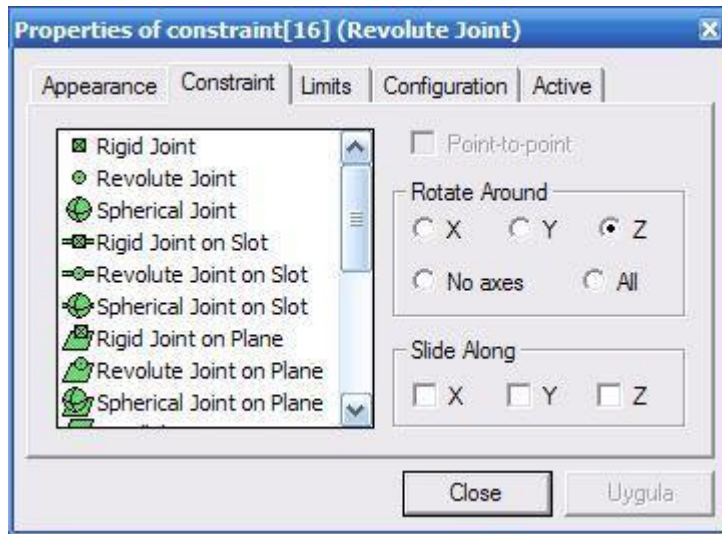 Properties of constraint[16] (Revolute Joint)
Appearance Constraint Limits Configuration Active
Rigid Joint
Revolute Joint
Spherical Joint
Rigid Joint on Slot
Revolute Joint on Slot
Spherical Joint on Slot
Rigid Joint on Plane
Revolute Joint on Plane
Spherical Joint on Plane
Point-to-point
Rotate Around
X Y Z
No axes All
Slide Along
X Y Z
Close Uygula